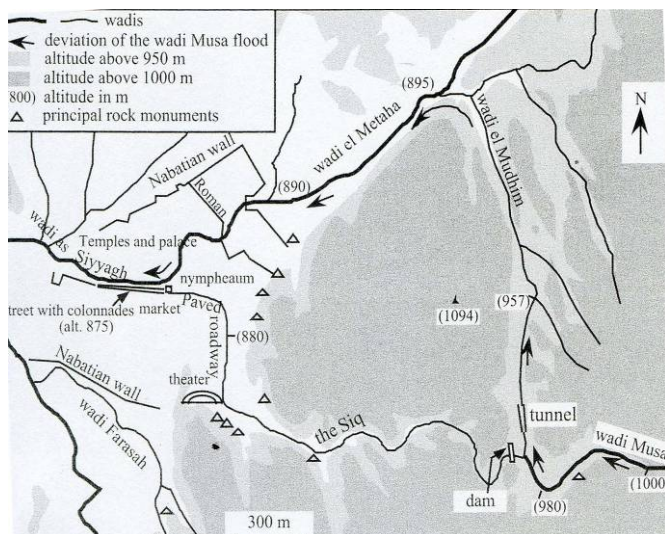 wadis
deviation of the wadi Musa flood
altitude above 950 m
altitude above 1000 m
(800) altitude in m
principal rock monuments
(895)
wadi el Metaha
wadi el Mudhim
N
Nabatian wall
Roman
(890)
wadi as Siyyagh
Temples and palace
nympheaum
treet with colonnades
(alt. 875)
market
Paved roadway
(880)
(957)
(1094)
Nabatian wall
theater
wadi Farasah
the Siq
tunnel
wadi Musa
dam
(980)
(1000
300 m